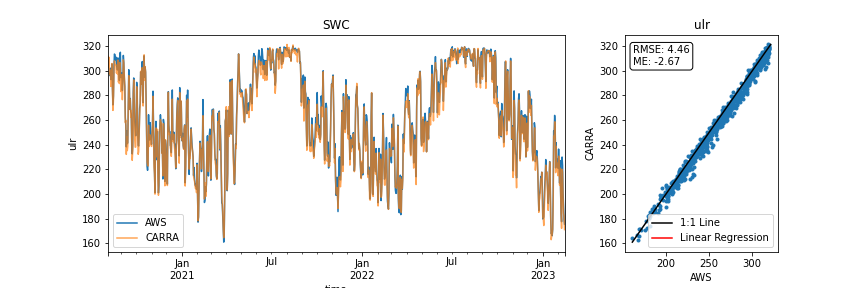 SWC
ulr
320
300
280
260
240
220
200
180
160
ulr
AWS
CARRA
Jan
2021
Jul
Jan
2022
Jul
Jan
2023
time
ulr
RMSE: 4.46
ME: -2.67
320
300
280
260
240
220
200
180
160
CARRA
1:1 Line
Linear Regression
200
250
300
AWS